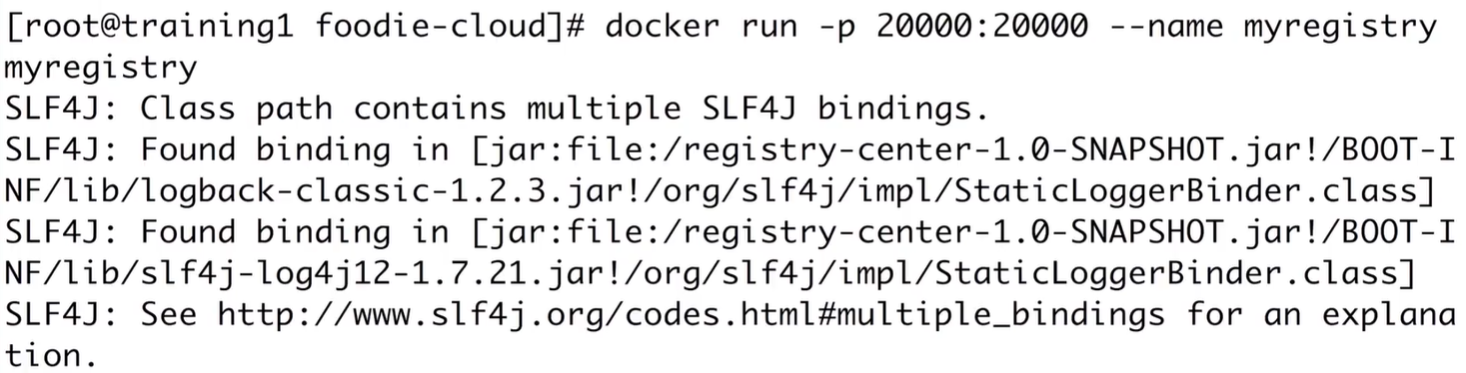 [root@training1 foodie-cloud]# docker run -p 20000:20000 --name myregistry
myregistry
SLF4J: Class path contains multiple SLF4J bindings.
SLF4J: Found binding in [jar:file:/registry-center-1.0-SNAPSHOT.jar!/BOOT-I
NF/lib/logback-classic-1.2.3.jar!/org/slf4j/impl/StaticLoggerBinder.class]
SLF4J: Found binding in [jar:file:/registry-center-1.0-SNAPSHOT.jar!/BOOT-I
NF/lib/slf4j-log4j12-1.7.21.jar!/org/slf4j/impl/StaticLoggerBinder.class]
SLF4J: See http://www.slf4j.org/codes.html#multiple_bindings for an explana
tion.